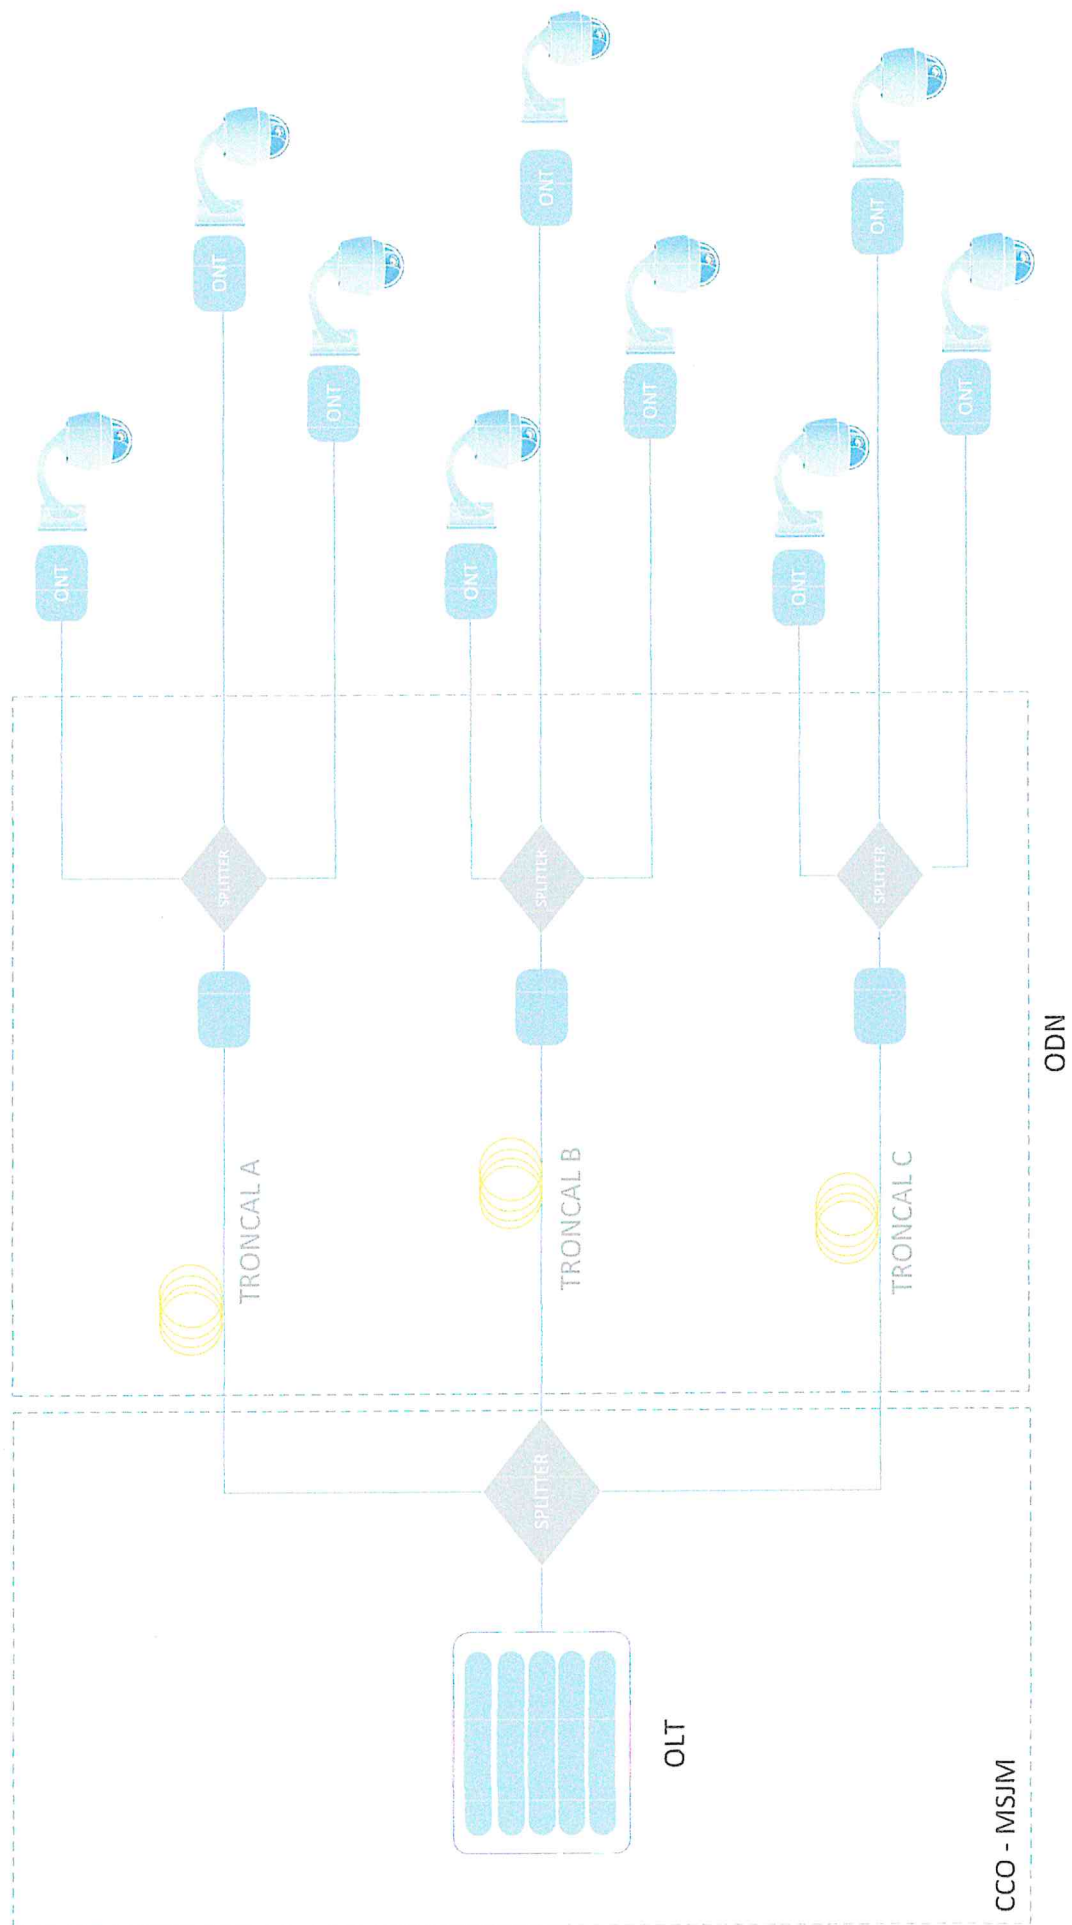 ONT
ONT
ONT
ONT
ONT
ONT
ONT
ONT
ONT
SPLITTER
SPLITTER
SPLITTER
TRONCAL A
TRONCAL B
TRONCAL C
ODN
SPLITTER
OLT
CCO - MSJM